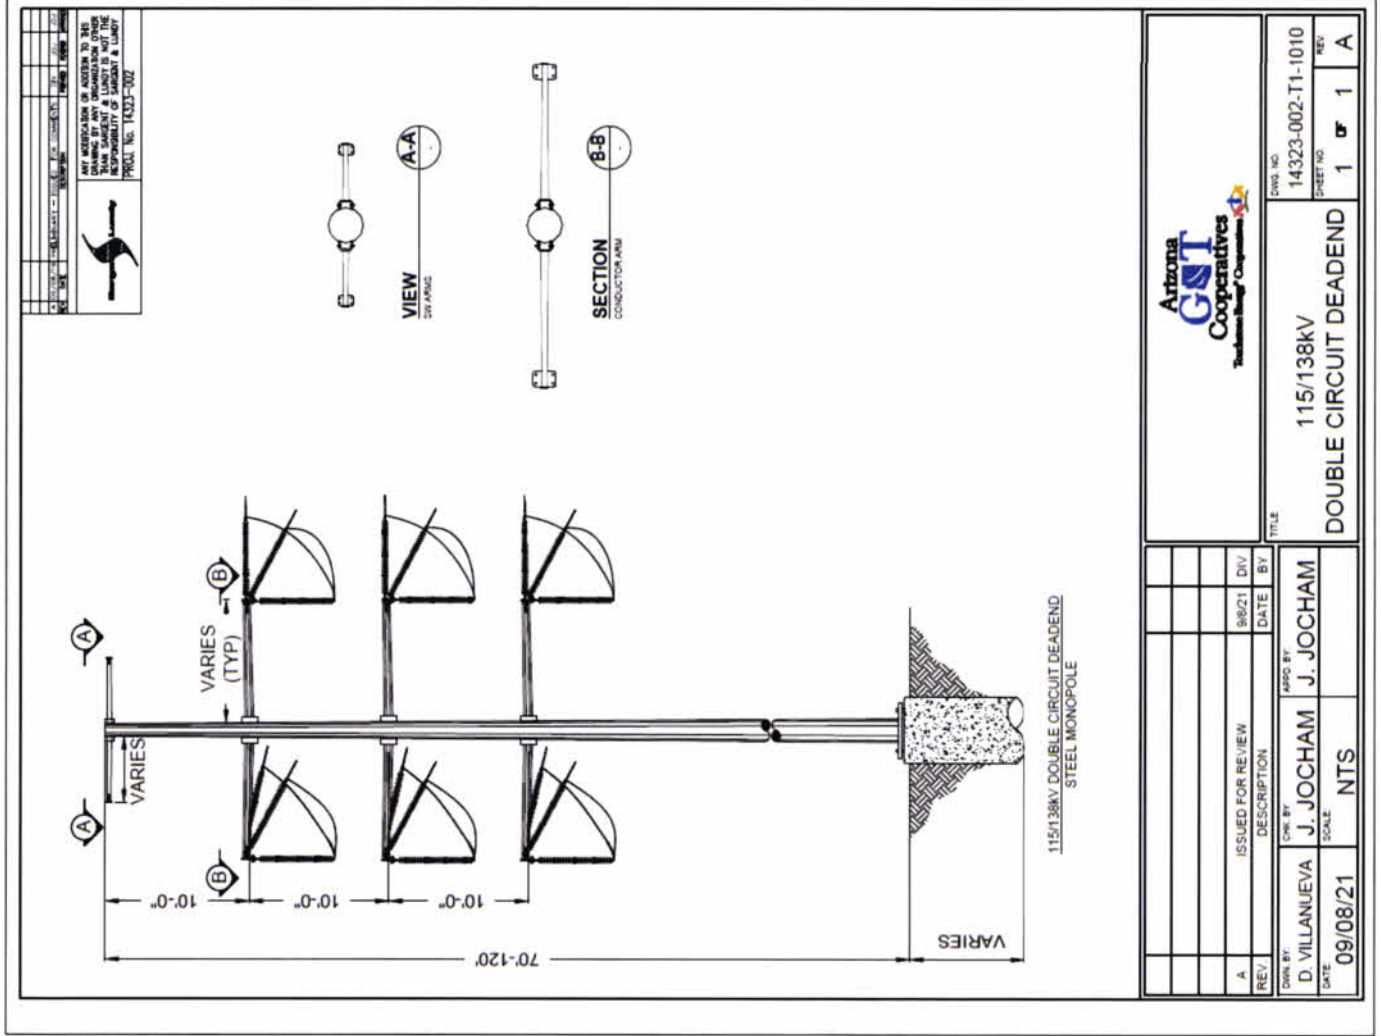 ANY MODIFICATION OR ADDITION TO THIS
DRAWING BY ANY ORGANIZATION OTHER
THAN SARGENT & LUNDY IS NOT THE
RESPONSIBILITY OF SARGENT & LUNDY
PROJ. No. 14323-002
REV.
DATE
DESCRIPTION
VIEW
SW ARMS
A-A
SECTION
CONDUCTOR ARM
B-B
A
A
VARIES
VARIES
(TYP)
B
B
10'-0"
10'-0"
10'-0"
70'-120'
VARIES
115/138kV DOUBLE CIRCUIT DEADEND
STEEL MONOPOLE
A
ISSUED FOR REVIEW
9/8/21
DIV
REV.
DESCRIPTION
DATE
BY
DWN. BY:
D. VILLANUEVA
CHK. BY:
J. JOCHAM
APPD. BY:
J. JOCHAM
DATE:
09/08/21
SCALE:
NTS
Arizona
G&T
Cooperatives
TITLE
115/138kV
DOUBLE CIRCUIT DEADEND
DWG. NO.
14323-002-T1-1010
SHEET NO.
1 OF 1
REV.
A